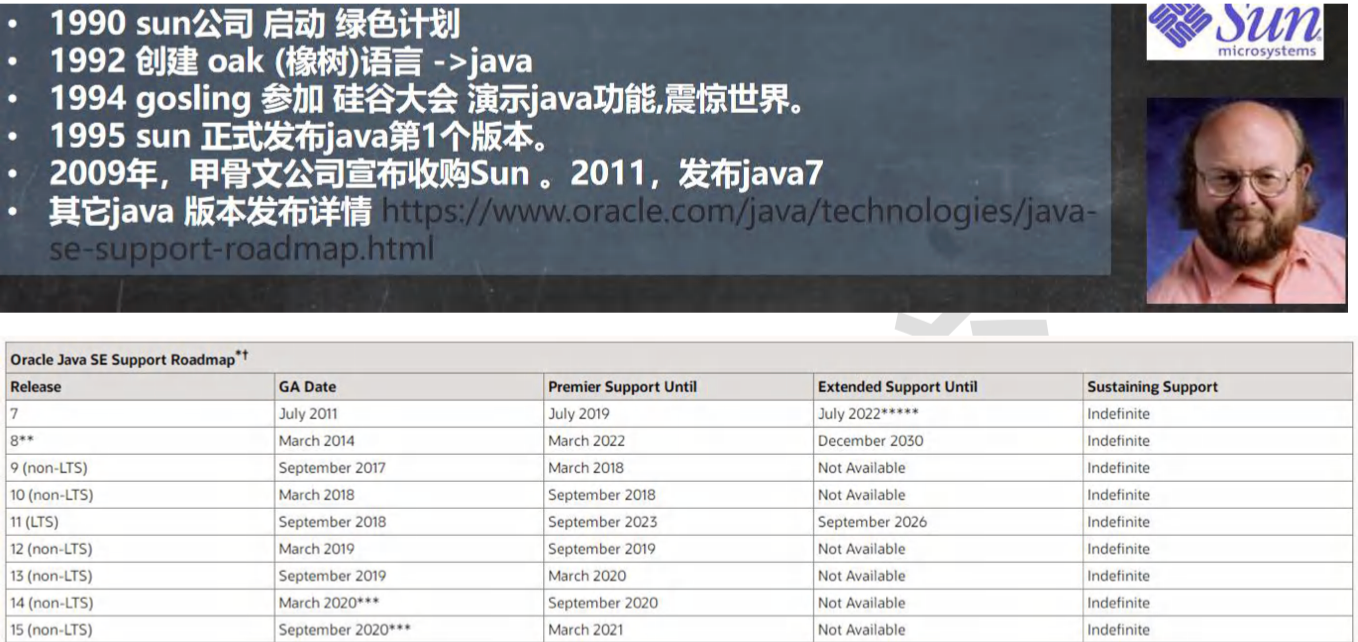 • 1990 sun公司 启动 绿色计划
• 1992 创建 oak (橡树)语言 ->java
• 1994 gosling 参加 硅谷大会 演示java功能,震惊世界。
• 1995 sun 正式发布java第1个版本。
• 2009年，甲骨文公司宣布收购Sun 。2011，发布java7
• 其它java 版本发布详情 https://www.oracle.com/java/technologies/java-
se-support-roadmap.html
Sun
microsystems
Oracle Java SE Support Roadmap*†
Release GA Date Premier Support Until Extended Support Until Sustaining Support
7 July 2011 July 2019 July 2022***** Indefinite
8** March 2014 March 2022 December 2030 Indefinite
9 (non-LTS) September 2017 March 2018 Not Available Indefinite
10 (non-LTS) March 2018 September 2018 Not Available Indefinite
11 (LTS) September 2018 September 2023 September 2026 Indefinite
12 (non-LTS) March 2019 September 2019 Not Available Indefinite
13 (non-LTS) September 2019 March 2020 Not Available Indefinite
14 (non-LTS) March 2020*** September 2020 Not Available Indefinite
15 (non-LTS) September 2020*** March 2021 Not Available Indefinite